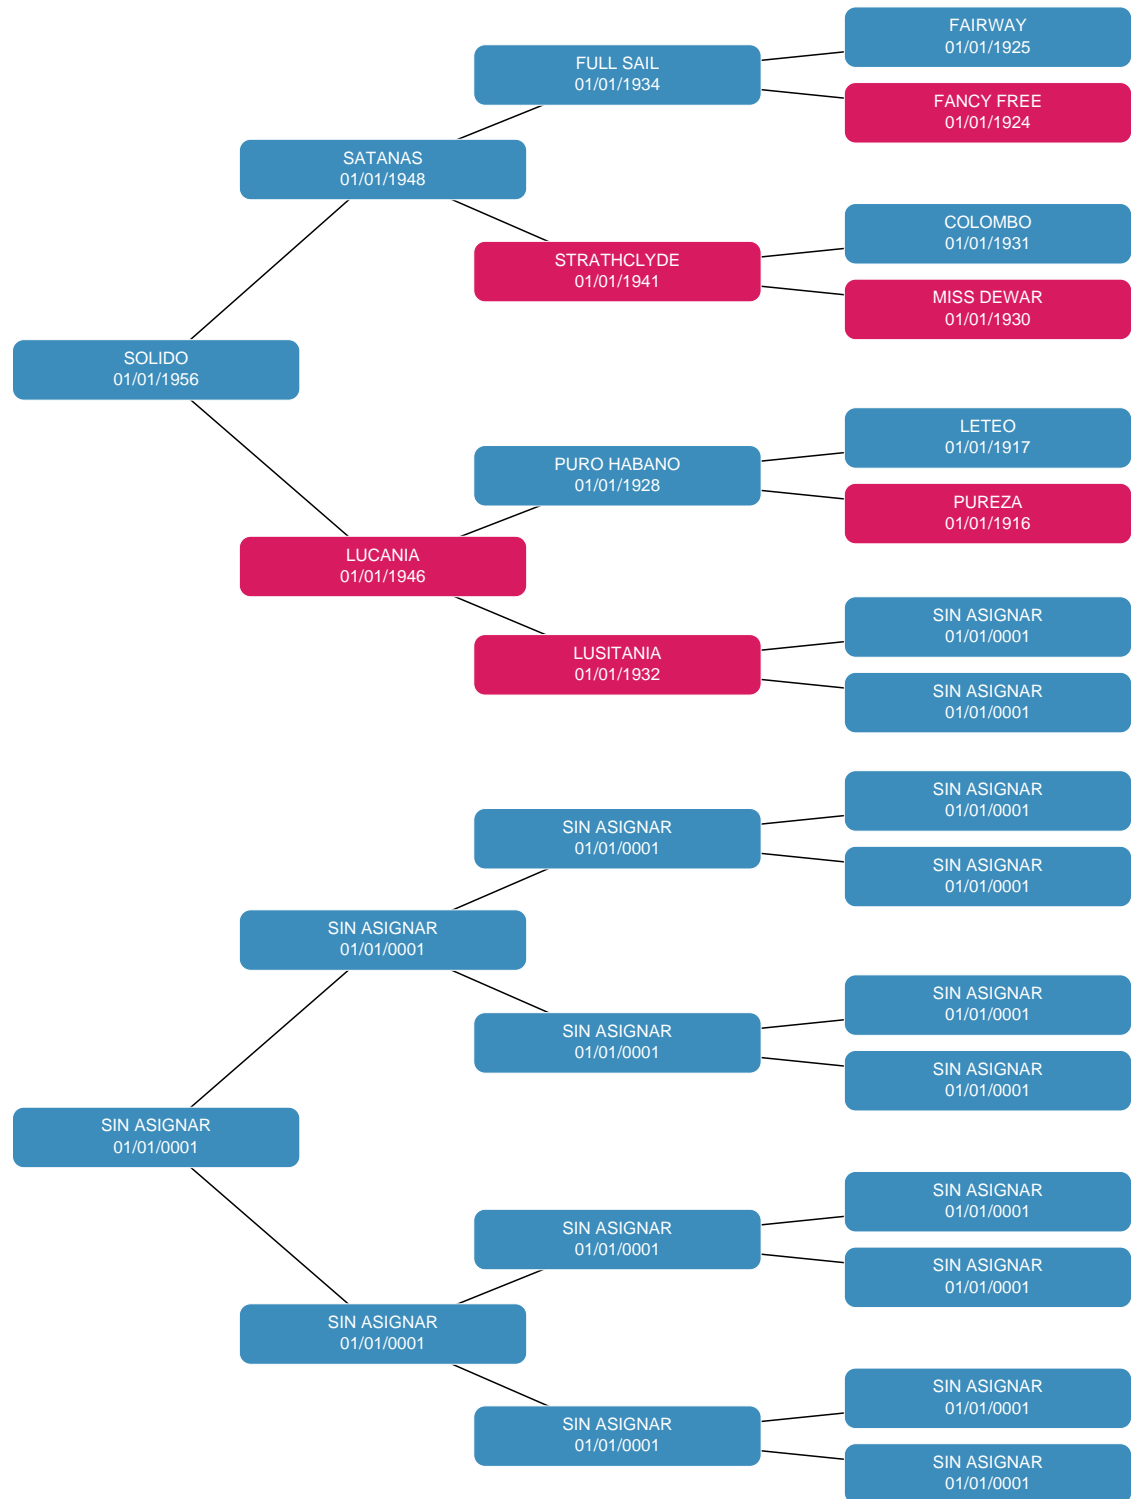 FAIRWAY
01/01/1925
FULL SAIL
01/01/1934
FANCY FREE
01/01/1924
SATANAS
01/01/1948
COLOMBO
01/01/1931
STRATHCLYDE
01/01/1941
MISS DEWAR
01/01/1930
SOLIDO
01/01/1956
LETEO
01/01/1917
PURO HABANO
01/01/1928
PUREZA
01/01/1916
LUCANIA
01/01/1946
SIN ASIGNAR
01/01/0001
LUSITANIA
01/01/1932
SIN ASIGNAR
01/01/0001
SIN ASIGNAR
01/01/0001
SIN ASIGNAR
01/01/0001
SIN ASIGNAR
01/01/0001
SIN ASIGNAR
01/01/0001
SIN ASIGNAR
01/01/0001
SIN ASIGNAR
01/01/0001
SIN ASIGNAR
01/01/0001
SIN ASIGNAR
01/01/0001
SIN ASIGNAR
01/01/0001
SIN ASIGNAR
01/01/0001
SIN ASIGNAR
01/01/0001
SIN ASIGNAR
01/01/0001
SIN ASIGNAR
01/01/0001
SIN ASIGNAR
01/01/0001
SIN ASIGNAR
01/01/0001